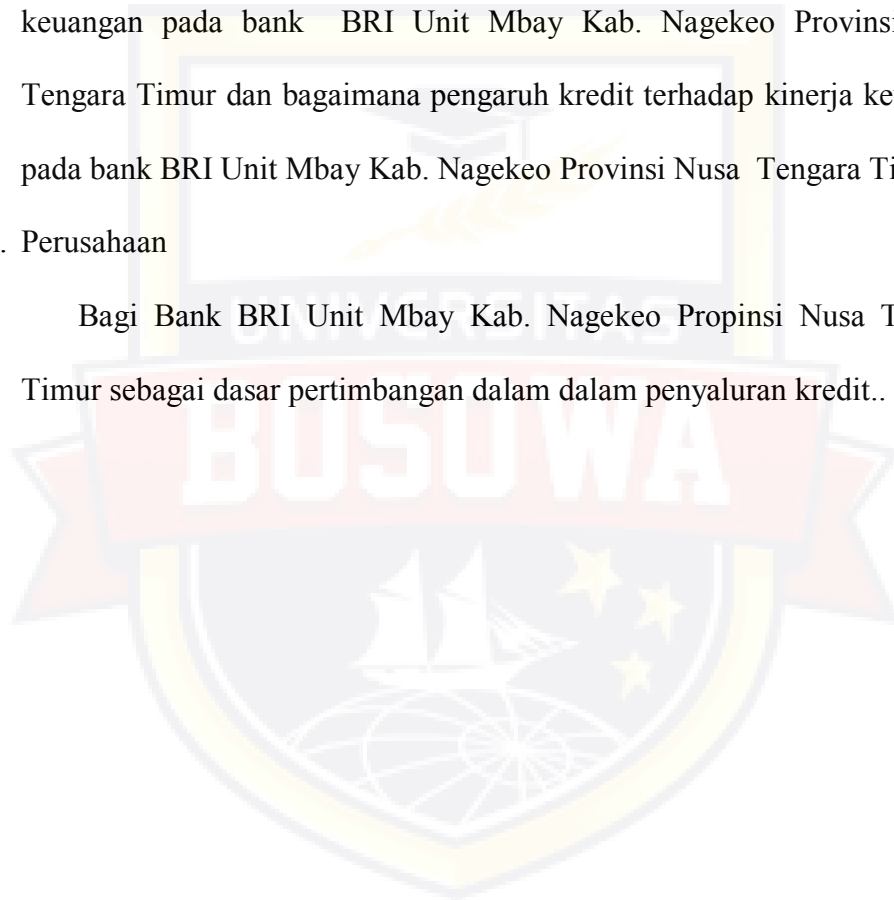 keuangan pada bank BRI Unit Mbay Kab. Nagekeo Provinsi
Tengara Timur dan bagaimana pengaruh kredit terhadap kinerja
pada bank BRI Unit Mbay Kab. Nagekeo Provinsi Nusa Tengara
. Perusahaan
Bagi Bank BRI Unit Mbay Kab. Nagekeo Propinsi Nusa
Timur sebagai dasar pertimbangan dalam dalam penyaluran kredit..
UNIVERSITAS
BOSOWA